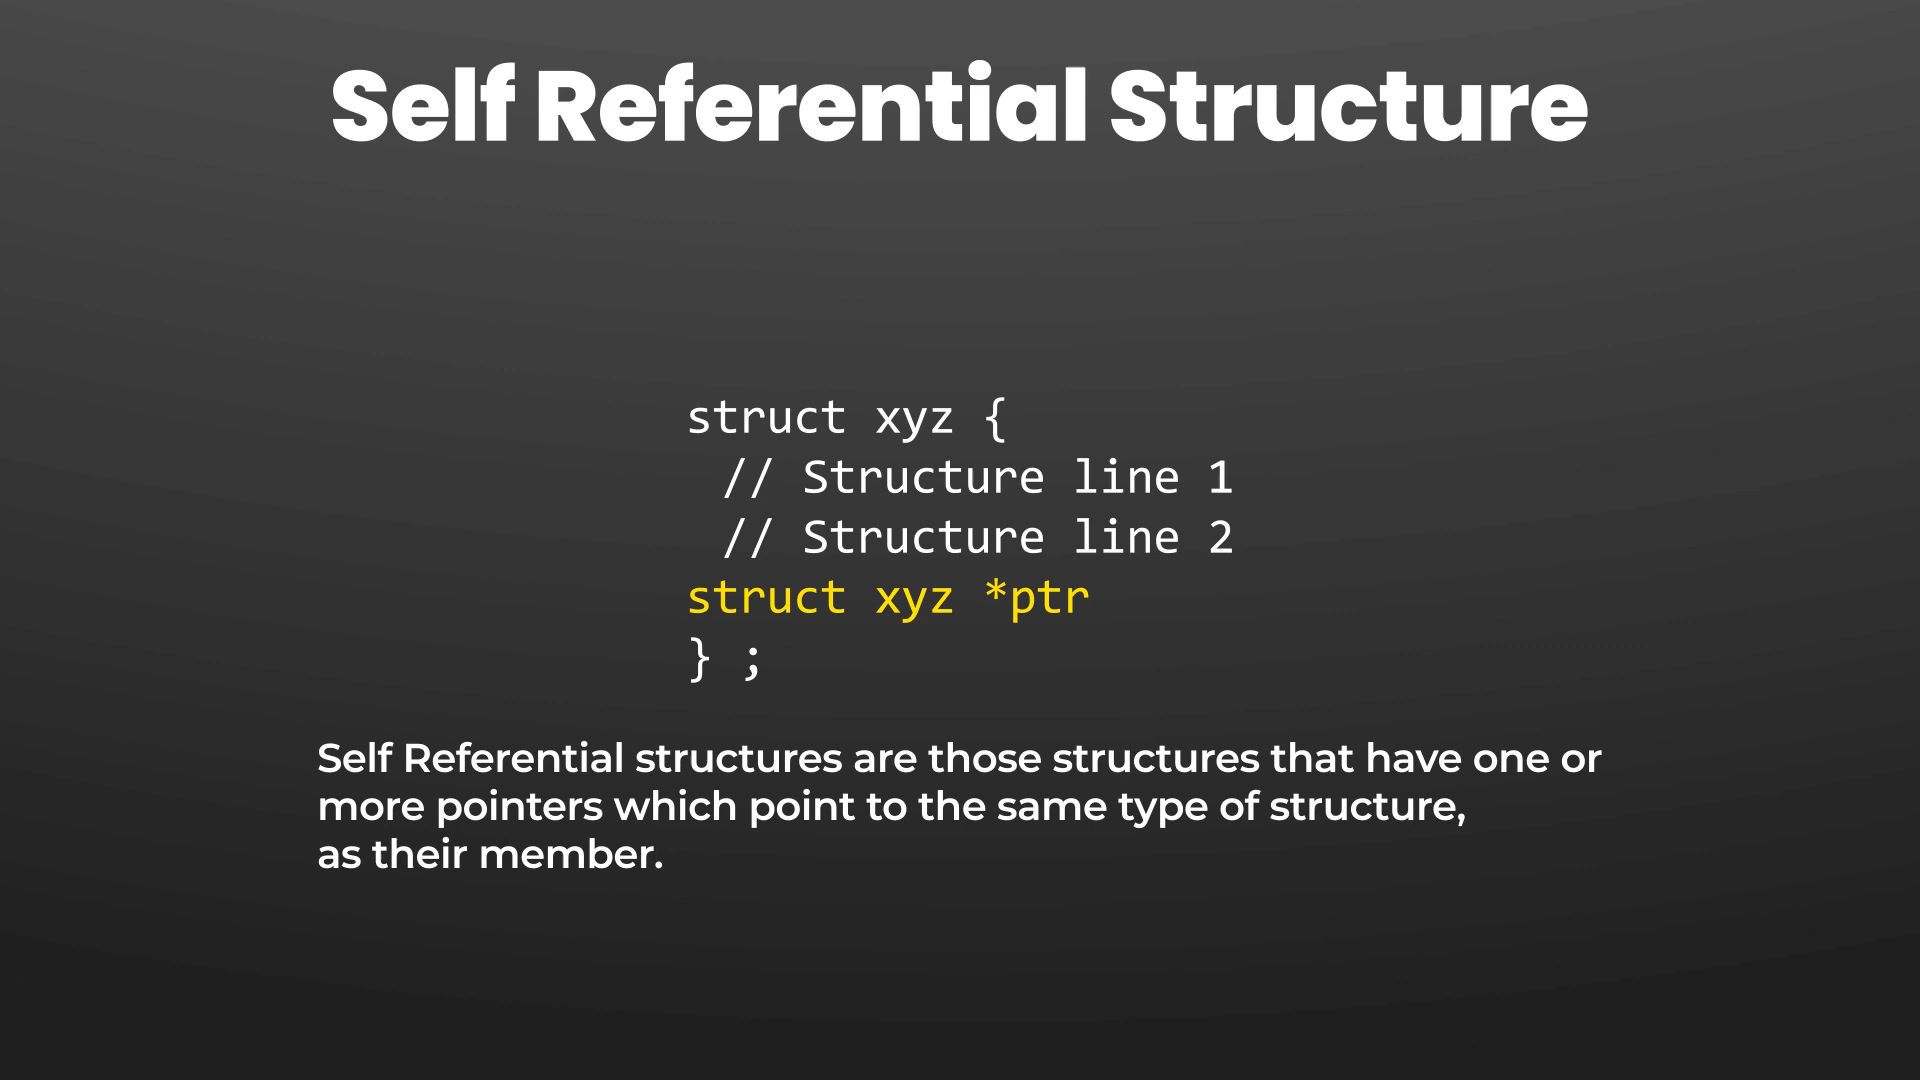 Self Referential Structure
struct xyz {
// Structure line 1
// Structure line 2
struct xyz *ptr
} ;
Self Referential structures are those structures that have one or
more pointers which point to the same type of structure,
as their member.